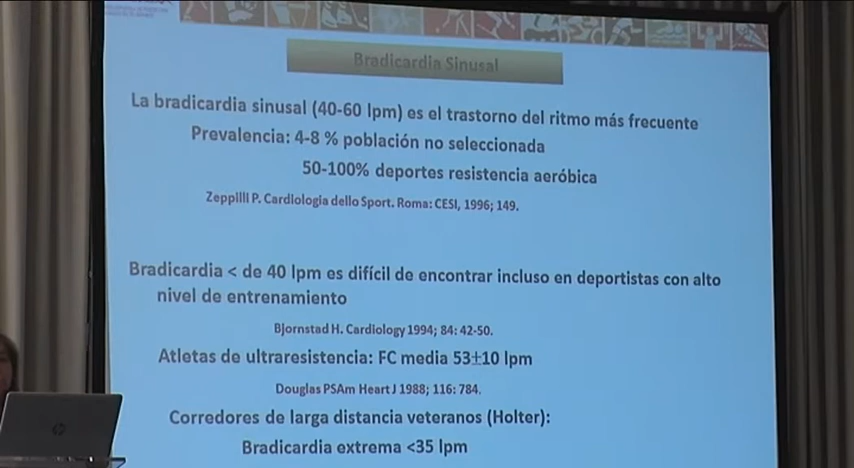 Bradicardia Sinusal
La bradicardia sinusal (40-60 lpm) es el trastorno del ritmo más frecuente
Prevalencia: 4-8 % población no seleccionada
50-100% deportes resistencia aeróbica
Zeppilli P. Cardiologia dello Sport. Roma: CESI, 1996; 149.
Bradicardia < de 40 lpm es difícil de encontrar incluso en deportistas con alto
nivel de entrenamiento
Bjornstad H. Cardiology 1994; 84: 42-50.
Atletas de ultraresistencia: FC media 53±10 lpm
Douglas PSAm Heart J 1988; 116: 784.
Corredores de larga distancia veteranos (Holter):
Bradicardia extrema <35 lpm
hp